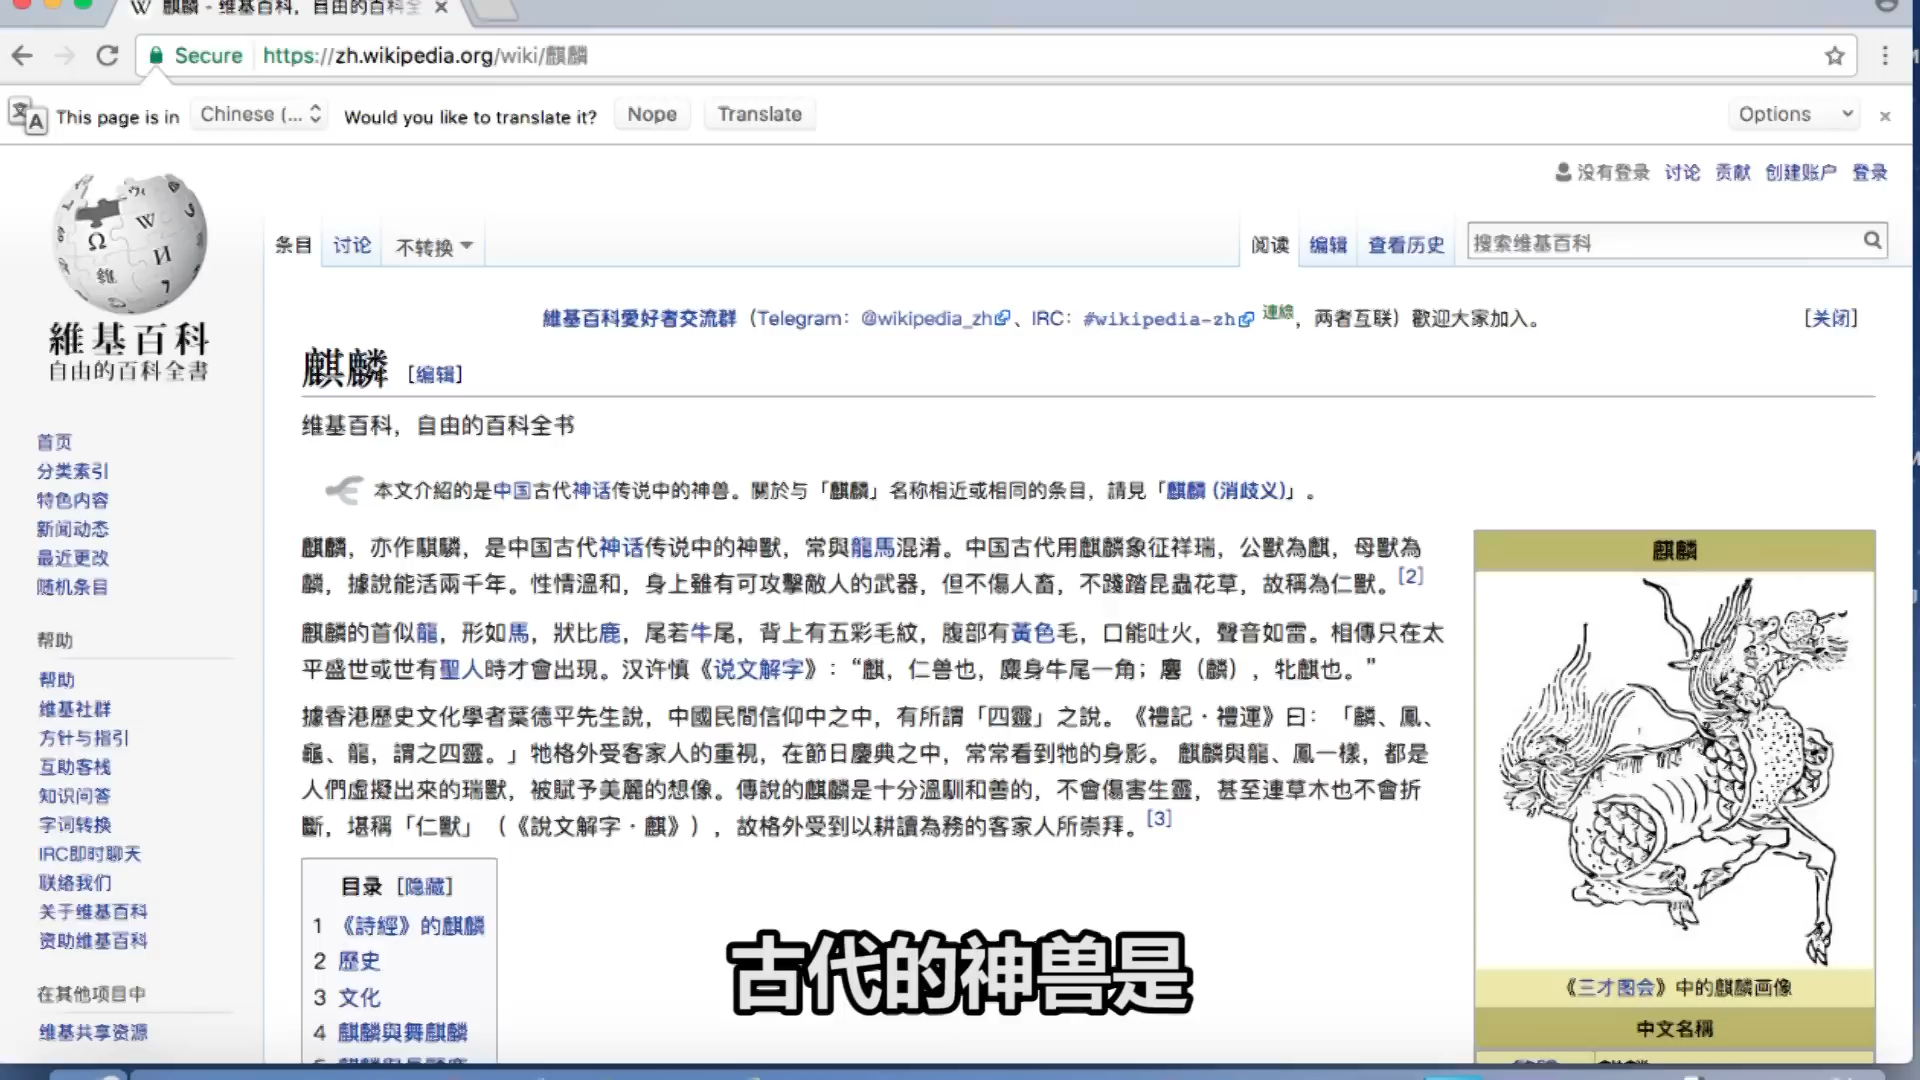 麒麟 - 维基百科，自由的百科全
Secure https://zh.wikipedia.org/wiki/麒麟
This page is in Chinese (... Would you like to translate it? Nope Translate Options
没有登录 讨论 贡献 创建账户 登录
条目 讨论 不转换 阅读 编辑 查看历史 搜索维基百科
維基百科愛好者交流群（Telegram：@wikipedia_zh、IRC：#wikipedia-zh 連線，两者互联）歡迎大家加入。 [关闭]
維基百科
自由的百科全書
麒麟 [编辑]
维基百科，自由的百科全书
本文介紹的是中国古代神话传说中的神兽。關於与「麒麟」名称相近或相同的条目，請見「麒麟 (消歧义)」。
麒麟，亦作騏驎，是中国古代神话传说中的神獸，常與龍馬混淆。中国古代用麒麟象征祥瑞，公獸為麒，母獸為
麟，據說能活兩千年。性情溫和，身上雖有可攻擊敵人的武器，但不傷人畜，不踐踏昆蟲花草，故稱為仁獸。[2]
麒麟的首似龍，形如馬，狀比鹿，尾若牛尾，背上有五彩毛紋，腹部有黃色毛，口能吐火，聲音如雷。相傳只在太
平盛世或世有聖人時才會出現。汉许慎《说文解字》：“麒，仁兽也，麋身牛尾一角；麐（麟），牝麒也。”
據香港歷史文化學者葉德平先生說，中國民間信仰中之中，有所謂「四靈」之說。《禮記·禮運》曰：「麟、鳳、
龜、龍，謂之四靈。」牠格外受客家人的重視，在節日慶典之中，常常看到牠的身影。 麒麟與龍、鳳一樣，都是
人們虛擬出來的瑞獸，被賦予美麗的想像。傳說的麒麟是十分溫馴和善的，不會傷害生靈，甚至連草木也不會折
斷，堪稱「仁獸」（《說文解字·麒》），故格外受到以耕讀為務的客家人所崇拜。[3]
目录 [隐藏]
1 《詩經》的麒麟
2 歷史
3 文化
4 麒麟與舞麒麟
首页
分类索引
特色内容
新闻动态
最近更改
随机条目
帮助
帮助
维基社群
方针与指引
互助客栈
知识问答
字词转换
IRC即时聊天
联络我们
关于维基百科
资助维基百科
在其他项目中
维基共享资源
麒麟
《三才图会》中的麒麟画像
中文名稱
古代的神兽是